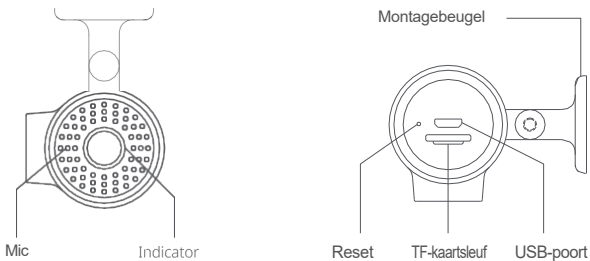 Montagebeugel
Mic
Indicator
Reset
TF-kaartsleuf
USB-poort